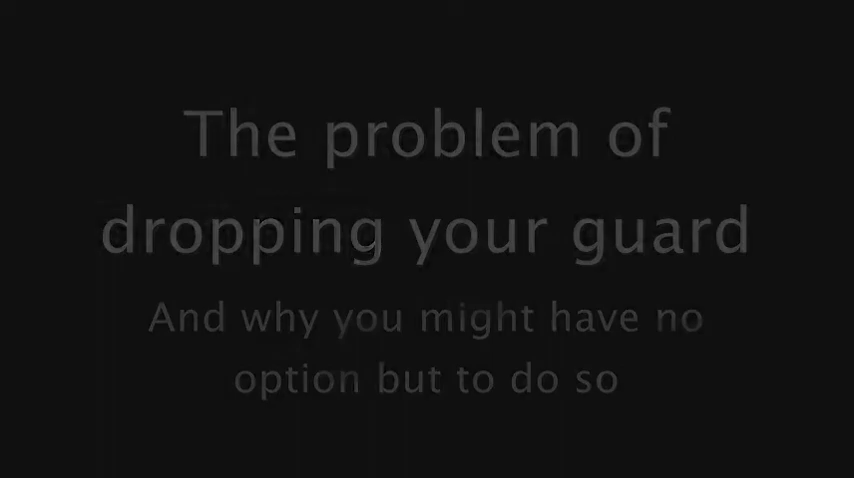 The problem of
dropping your guard
And why you might have no
option but to do so